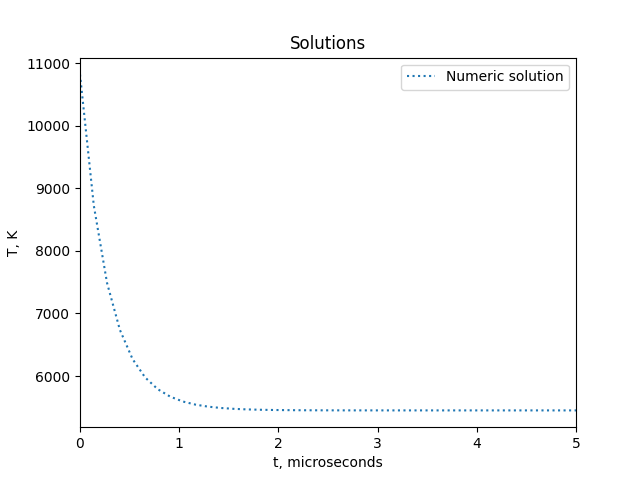 Solutions
Numeric solution
11000
10000
9000
8000
7000
6000
T, K
0 1 2 3 4 5
t, microseconds